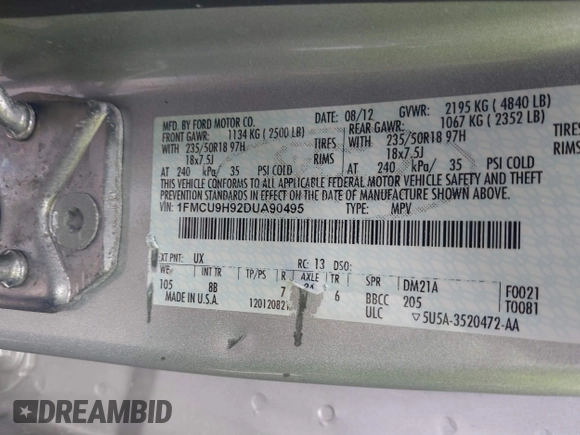 MFD. BY FORD MOTOR CO. DATE: 08/12 GVWR: 2195 KG ( 4840 LB)
FRONT GAWR: 1134 KG ( 2500 LB) REAR GAWR: 1067 KG ( 2352 LB)
WITH 235/50R18 97H TIRES WITH 235/50R18 97H TIRES
18x7.5J RIMS 18x7.5J RIMS
AT 240 kPa/ 35 PSI COLD AT 240 kPa/ 35 PSI COLD
THIS VEHICLE CONFORMS TO ALL APPLICABLE FEDERAL MOTOR VEHICLE SAFETY AND THEFT
PREVENTION STANDARDS IN EFFECT ON THE DATE OF MANUFACTURE SHOWN ABOVE.
VIN: 1FMCU9H92DUA90495 TYPE: MPV
EXT PNT: UX RC: 13 DSO:
WB INT TR TP/PS R AXLE TR SPR DM21A F0021
105 8B 7 6 BBCC 205 T0081
MADE IN U.S.A. ULC 5U5A-3520472-AA
DREAMBID